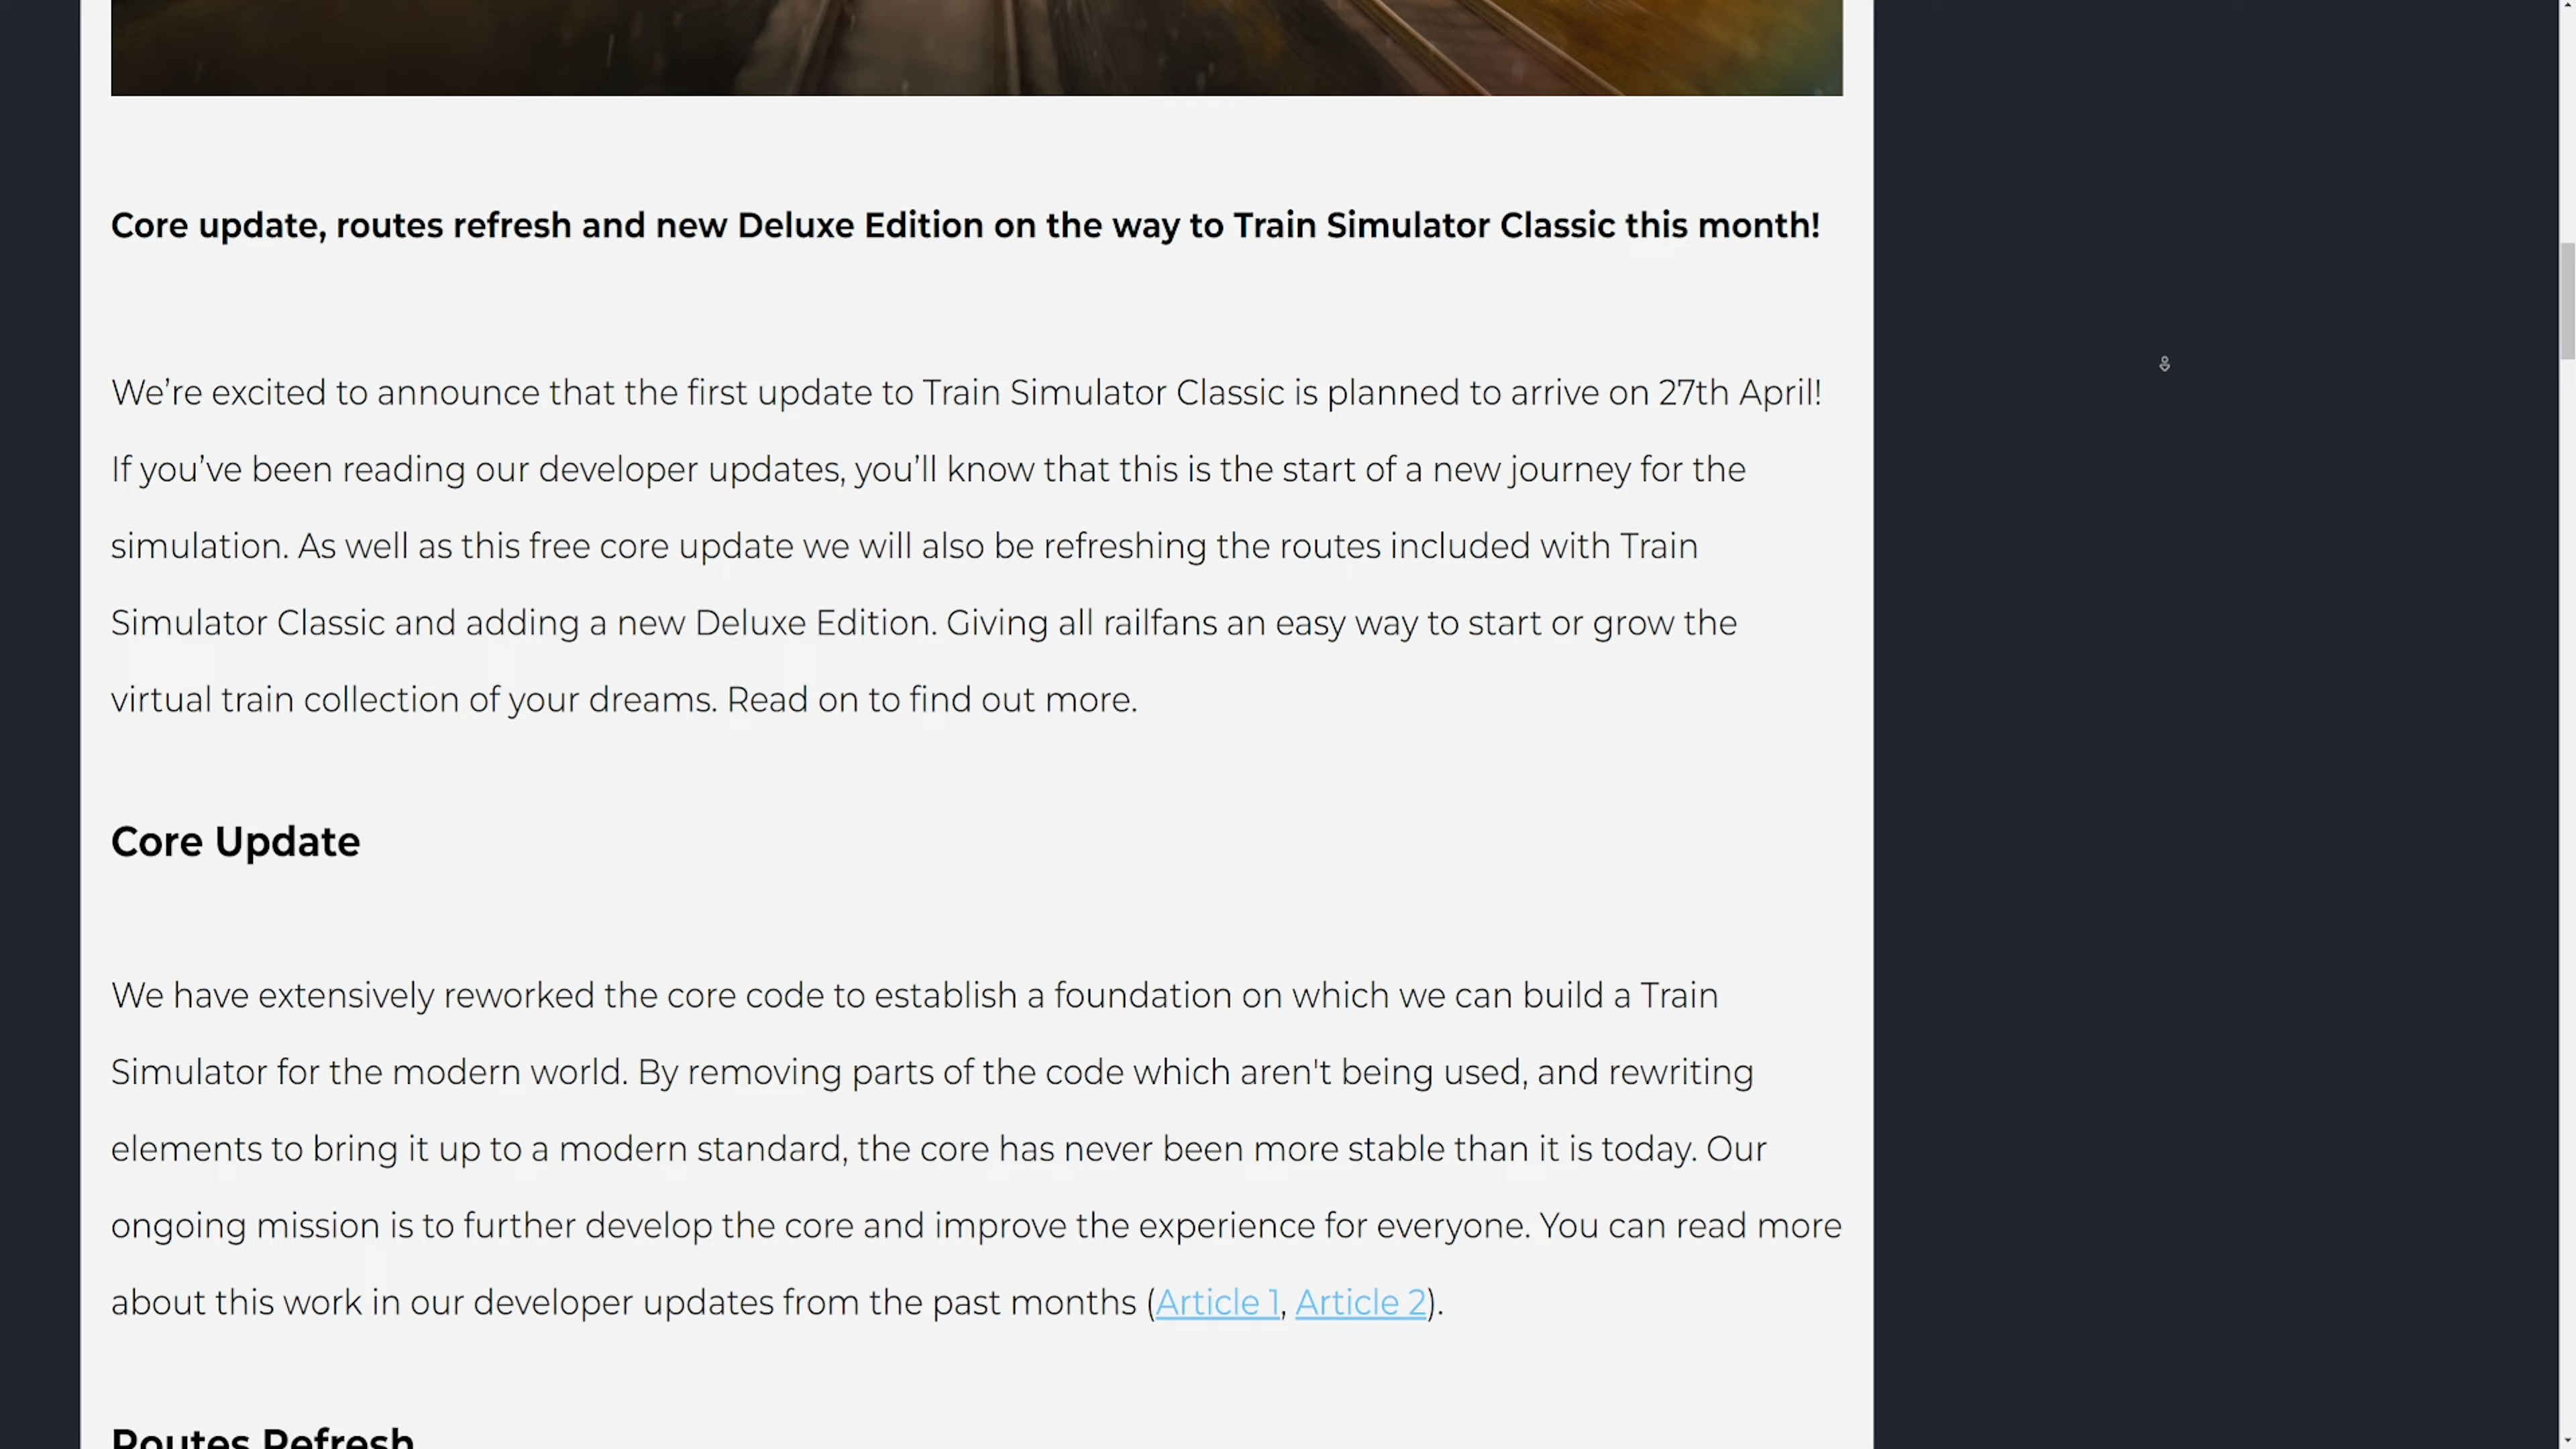 Core update, routes refresh and new Deluxe Edition on the way to Train Simulator Classic this month!
We’re excited to announce that the first update to Train Simulator Classic is planned to arrive on 27th April!
If you’ve been reading our developer updates, you’ll know that this is the start of a new journey for the
simulation. As well as this free core update we will also be refreshing the routes included with Train
Simulator Classic and adding a new Deluxe Edition. Giving all railfans an easy way to start or grow the
virtual train collection of your dreams. Read on to find out more.
Core Update
We have extensively reworked the core code to establish a foundation on which we can build a Train
Simulator for the modern world. By removing parts of the code which aren't being used, and rewriting
elements to bring it up to a modern standard, the core has never been more stable than it is today. Our
ongoing mission is to further develop the core and improve the experience for everyone. You can read more
about this work in our developer updates from the past months (Article 1, Article 2).
Routes Refresh